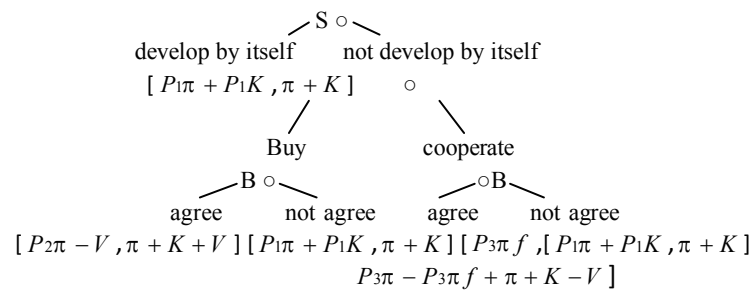 S ○
develop by itself not develop by itself
[ P₁π + P₁K , π + K ] ○
Buy cooperate
B ○ ○B
agree not agree agree not agree
[ P₂π − V , π + K + V ] [ P₁π + P₁K , π + K ] [ P₃π f , [ P₁π + P₁K , π + K ]
P₃π − P₃π f + π + K − V ]